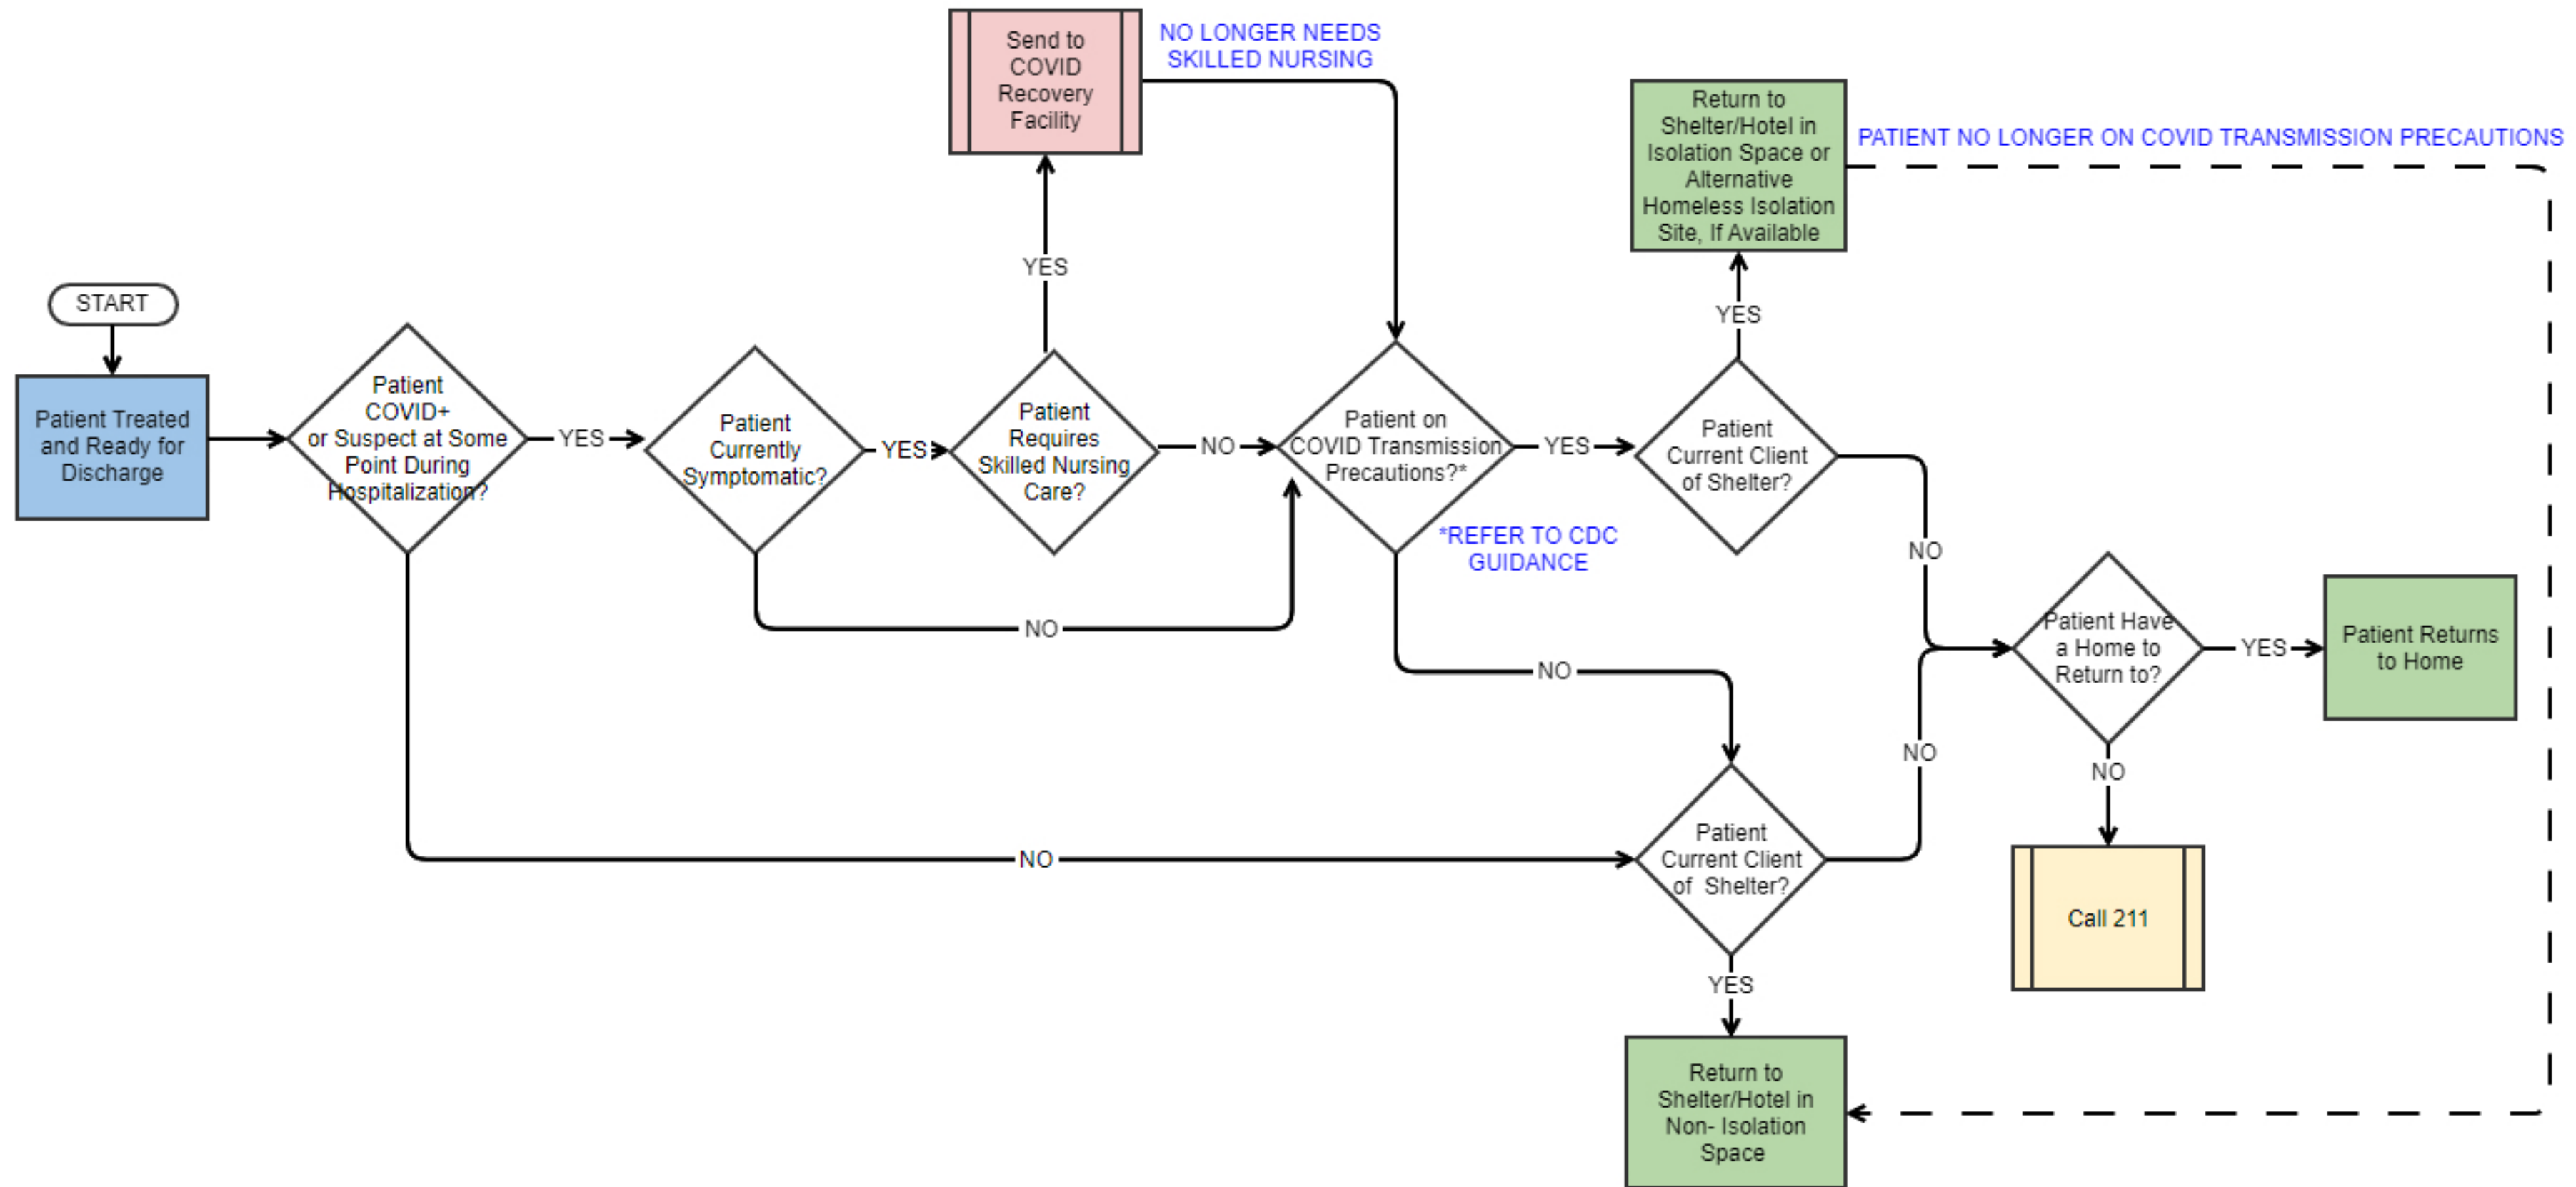 START
Patient Treated
and Ready for
Discharge
Patient
COVID+
or Suspect at Some
Point During
Hospitalization?
YES
NO
Patient
Currently
Symptomatic?
YES
NO
Patient
Requires
Skilled Nursing
Care?
YES
NO
Send to
COVID
Recovery
Facility
NO LONGER NEEDS
SKILLED NURSING
Patient on
COVID Transmission
Precautions?*
*REFER TO CDC
GUIDANCE
YES
NO
Patient
Current Client
of Shelter?
YES
NO
Return to
Shelter/Hotel in
Isolation Space or
Alternative
Homeless Isolation
Site, If Available
PATIENT NO LONGER ON COVID TRANSMISSION PRECAUTIONS
Patient
Current Client
of Shelter?
NO
YES
Return to
Shelter/Hotel in
Non- Isolation
Space
Patient Have
a Home to
Return to?
YES
Patient Returns
to Home
NO
Call 211